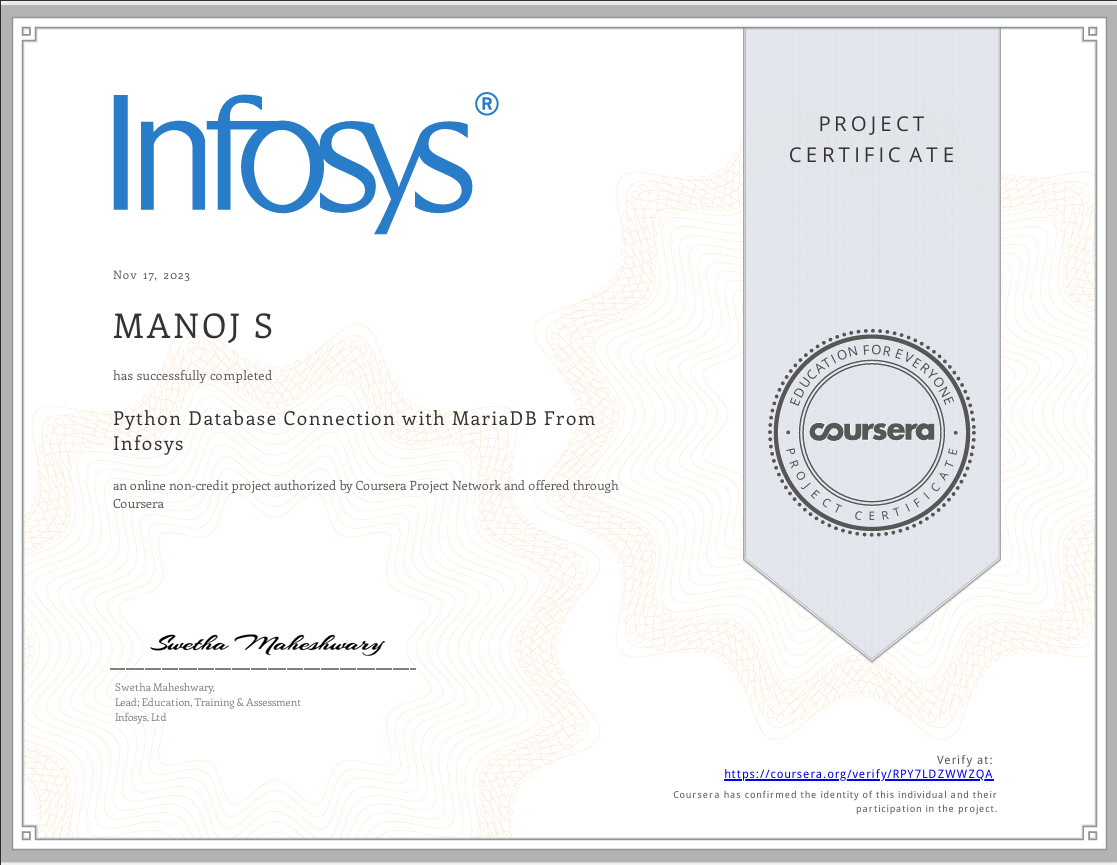 Infosys®
PROJECT
CERTIFICATE
Nov 17, 2023
MANOJ S
has successfully completed
Python Database Connection with MariaDB From
Infosys
an online non-credit project authorized by Coursera Project Network and offered through
Coursera
EDUCATION FOR EVERYONE
coursera
PROJECT CERTIFICATE
Swetha Maheshwary
Swetha Maheshwary,
Lead; Education, Training & Assessment
Infosys, Ltd
Verify at:
https://coursera.org/verify/RPY7LDZWWZQA
Coursera has confirmed the identity of this individual and their
participation in the project.